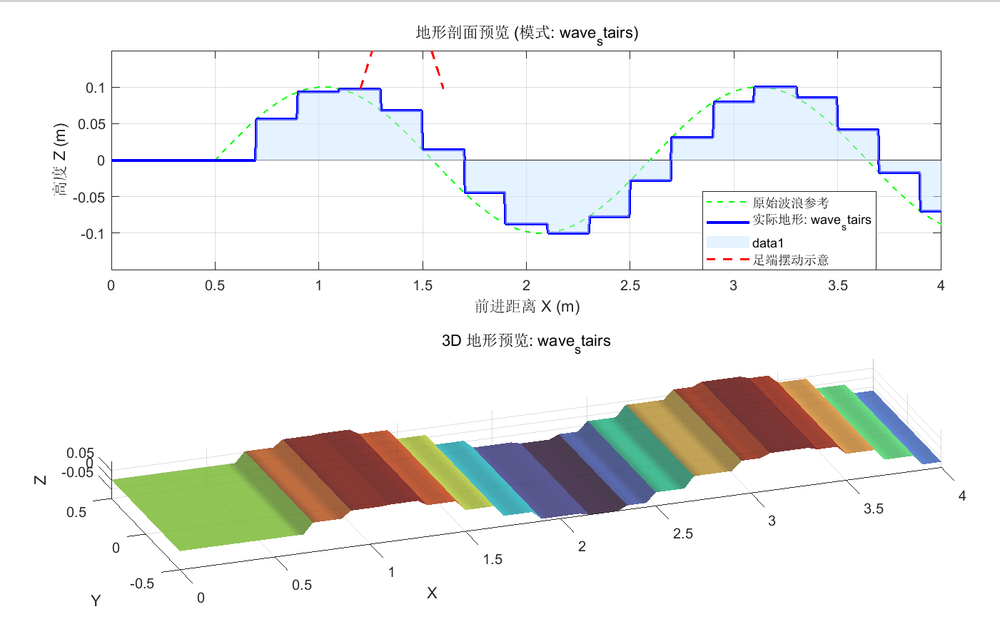 地形剖面预览 (模式: wave_stairs)
高度 Z (m)
0.1
0.05
0
-0.05
-0.1
原始波浪参考
实际地形: wave_stairs
data1
足端摆动示意
0 0.5 1 1.5 2 2.5 3 3.5 4
前进距离 X (m)
3D 地形预览: wave_stairs
Z
0.05
0
-0.05
0.5
0
-0.5
Y
0
0.5
1
1.5
2
2.5
3
3.5
4
X